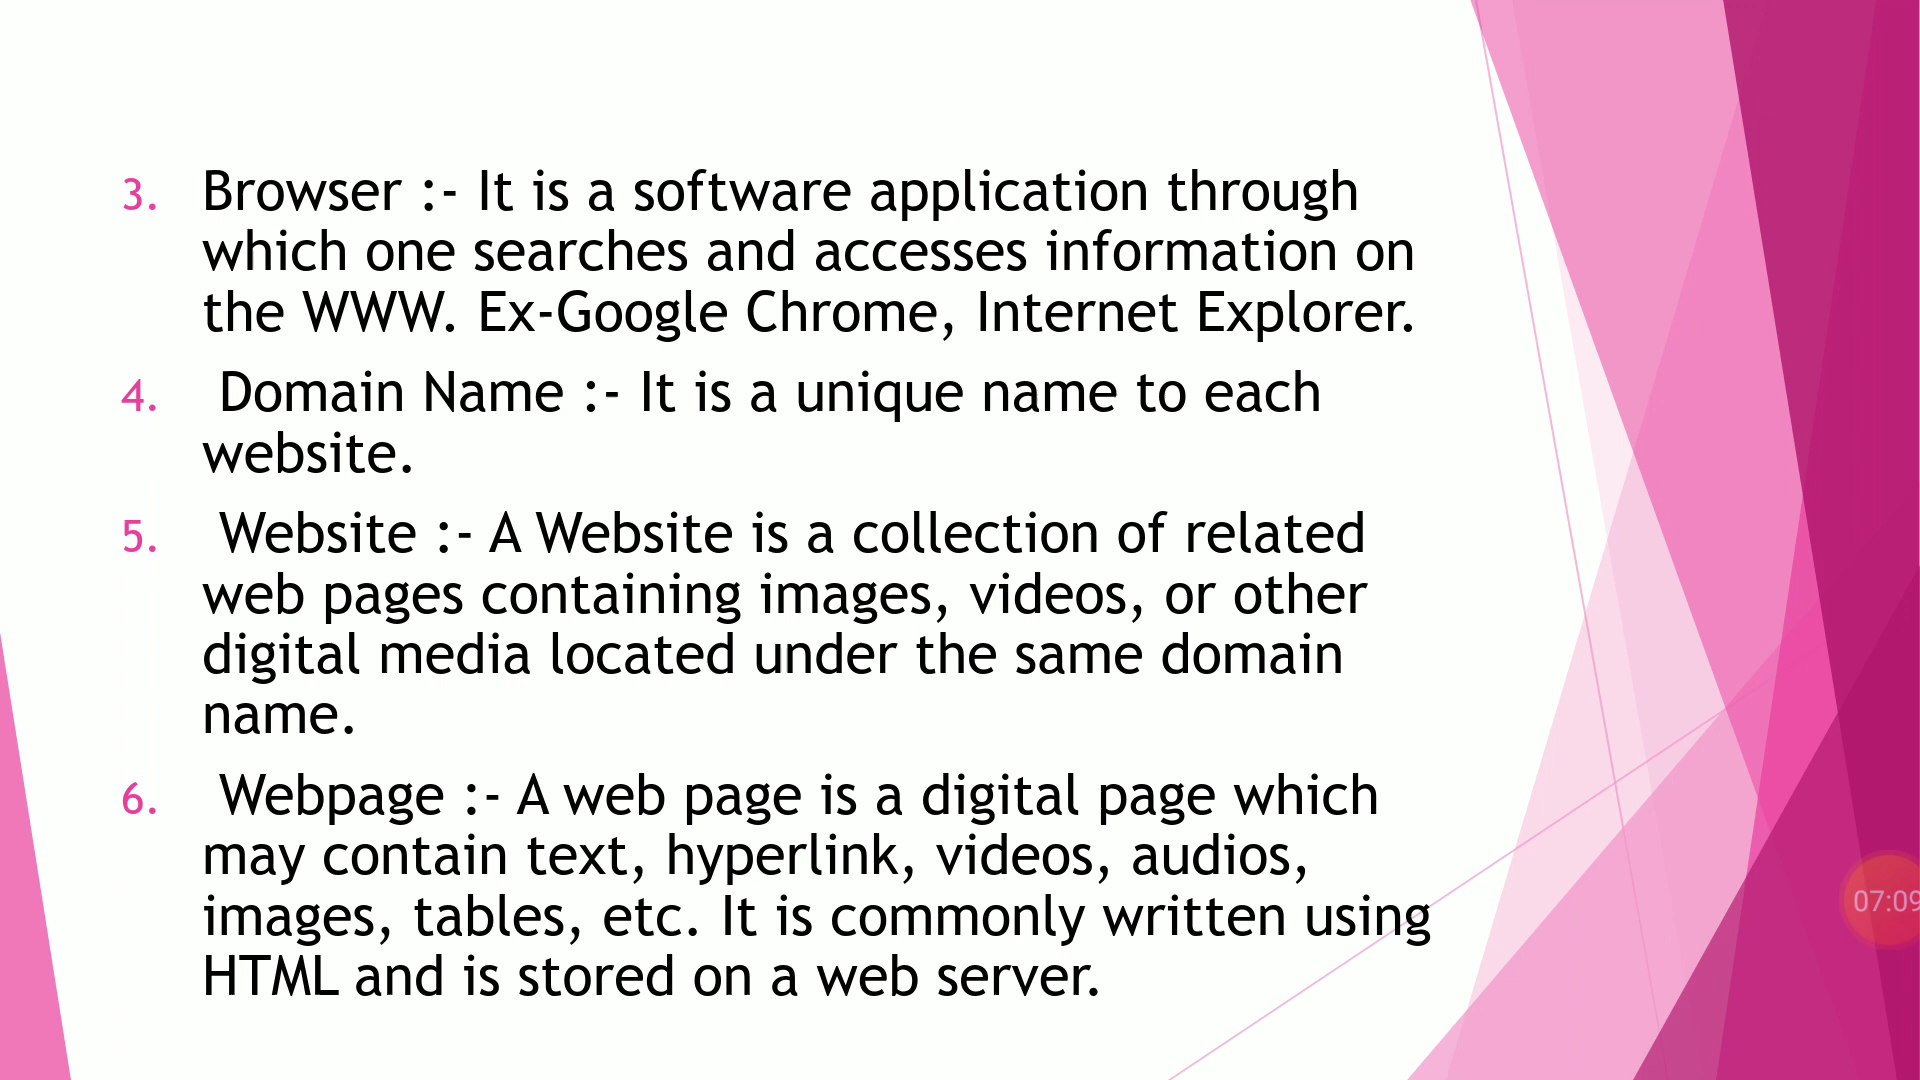 3. Browser :- It is a software application through
which one searches and accesses information on
the WWW. Ex-Google Chrome, Internet Explorer.
4. Domain Name :- It is a unique name to each
website.
5. Website :- A Website is a collection of related
web pages containing images, videos, or other
digital media located under the same domain
name.
6. Webpage :- A web page is a digital page which
may contain text, hyperlink, videos, audios,
images, tables, etc. It is commonly written using
HTML and is stored on a web server.
07:09